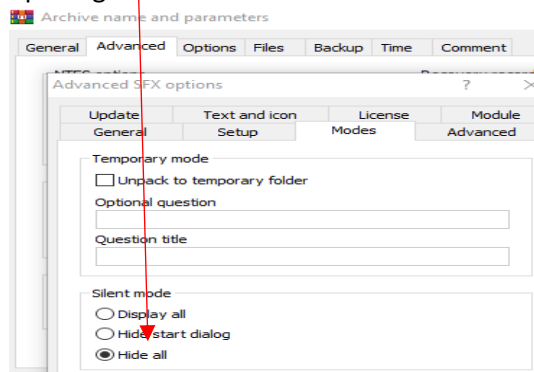 Archive name and parameters
General Advanced Options Files Backup Time Comment
Advanced SFX options ?
Update Text and icon License Module
General Setup Modes Advanced
Temporary mode
Unpack to temporary folder
Optional question
Question title
Silent mode
Display all
Hide start dialog
Hide all